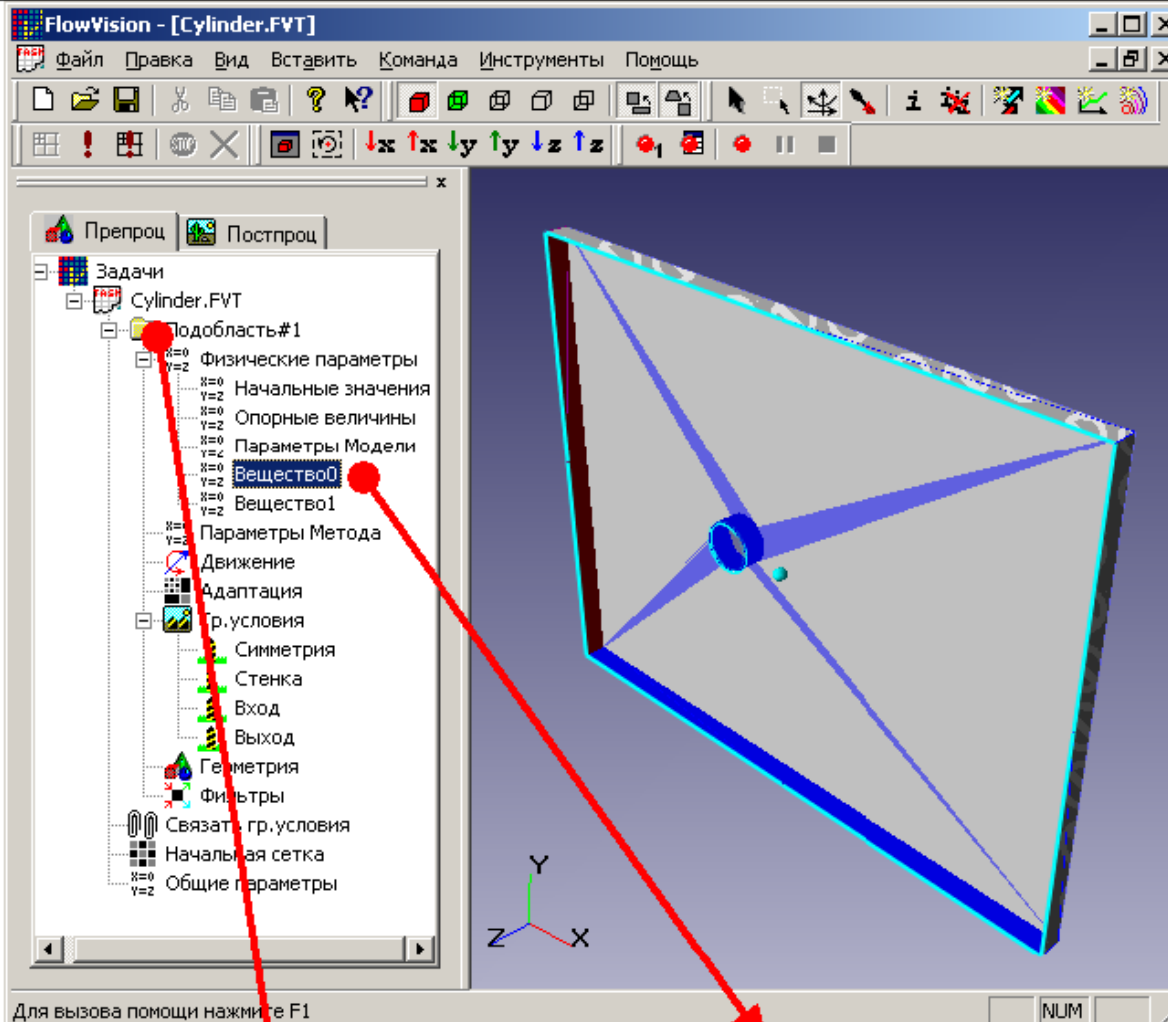 FlowVision - [Cylinder.FVT]
Файл Правка Вид Вставить Команда Инструменты Помощь
x
Препроц Постпроц
Задачи
Cylinder.FVT
Подобласть#1
Физические параметры
Начальные значения
Опорные величины
Параметры Модели
Вещество0
Вещество1
Параметры Метода
Движение
Адаптация
Гр.условия
Симметрия
Стенка
Вход
Выход
Геометрия
Фильтры
Связать гр.условия
Начальная сетка
Общие параметры
Y
Z X
Для вызова помощи нажмите F1 NUM